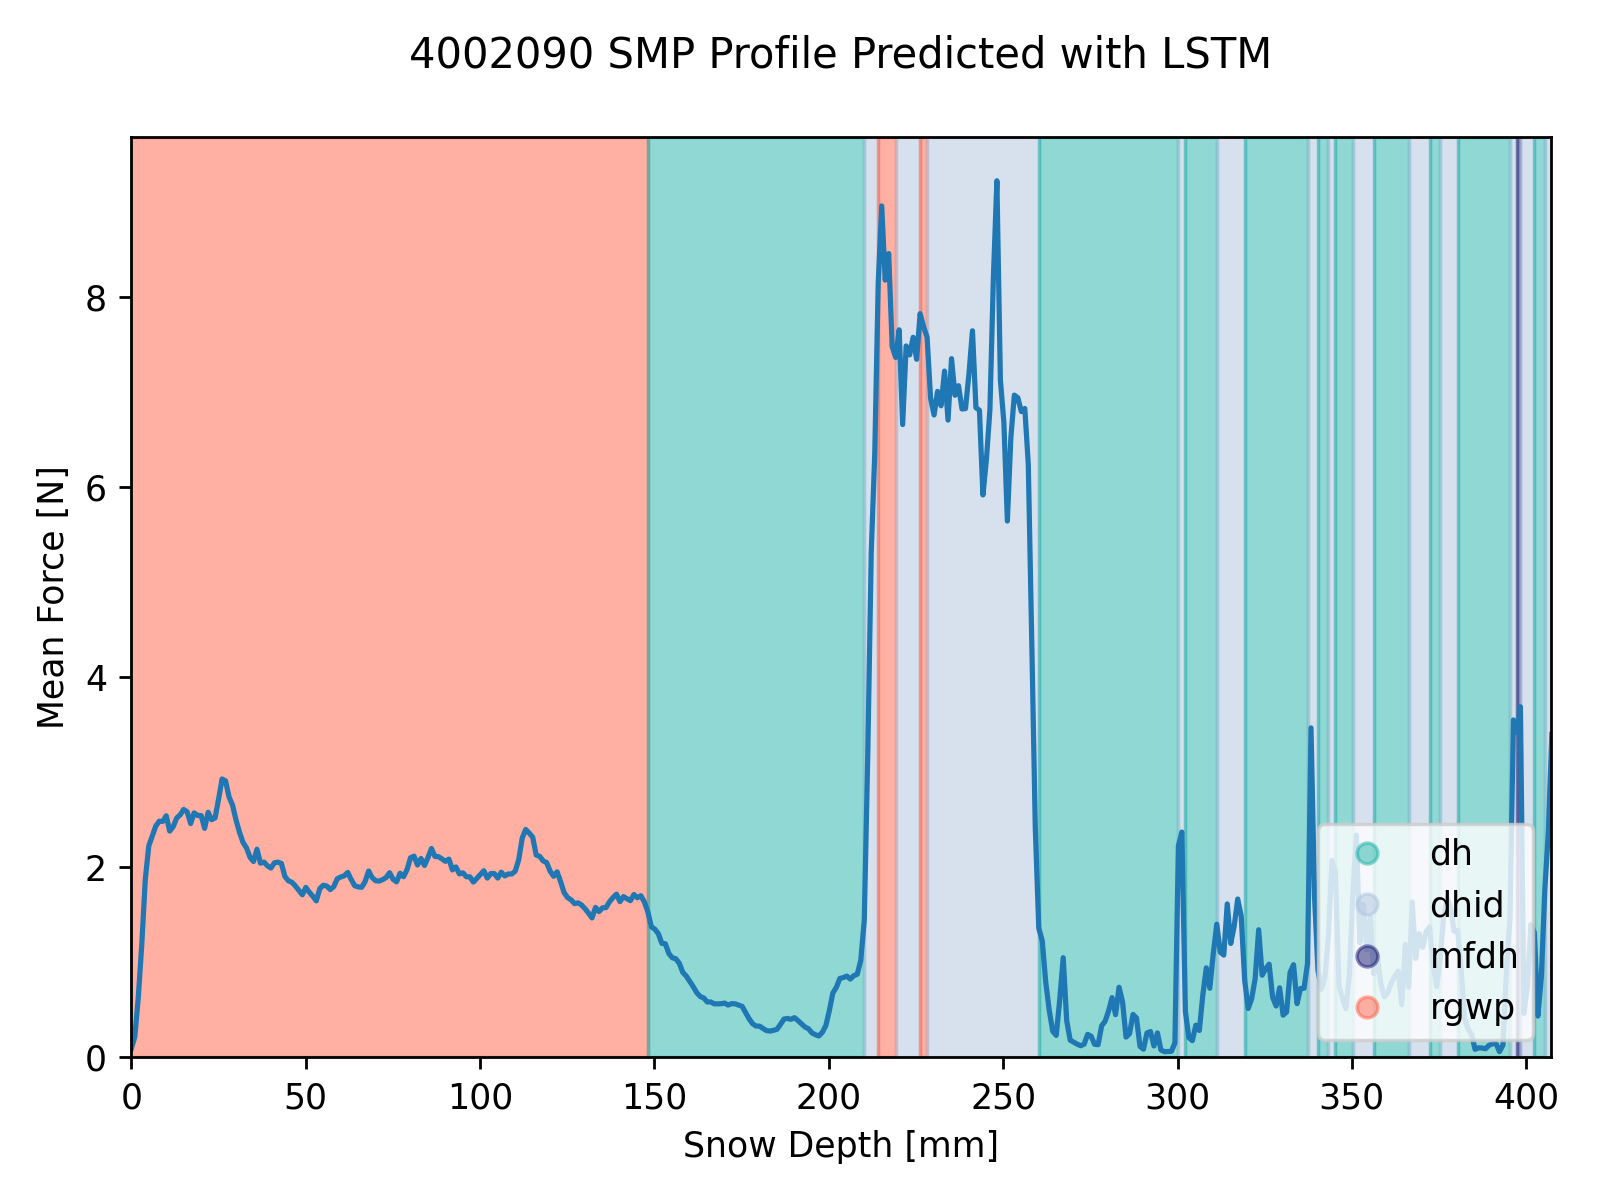 4002090 SMP Profile Predicted with LSTM
Mean Force [N]
8
6
4
2
0
dh
dhid
mfdh
rgwp
0 50 100 150 200 250 300 350 400
Snow Depth [mm]